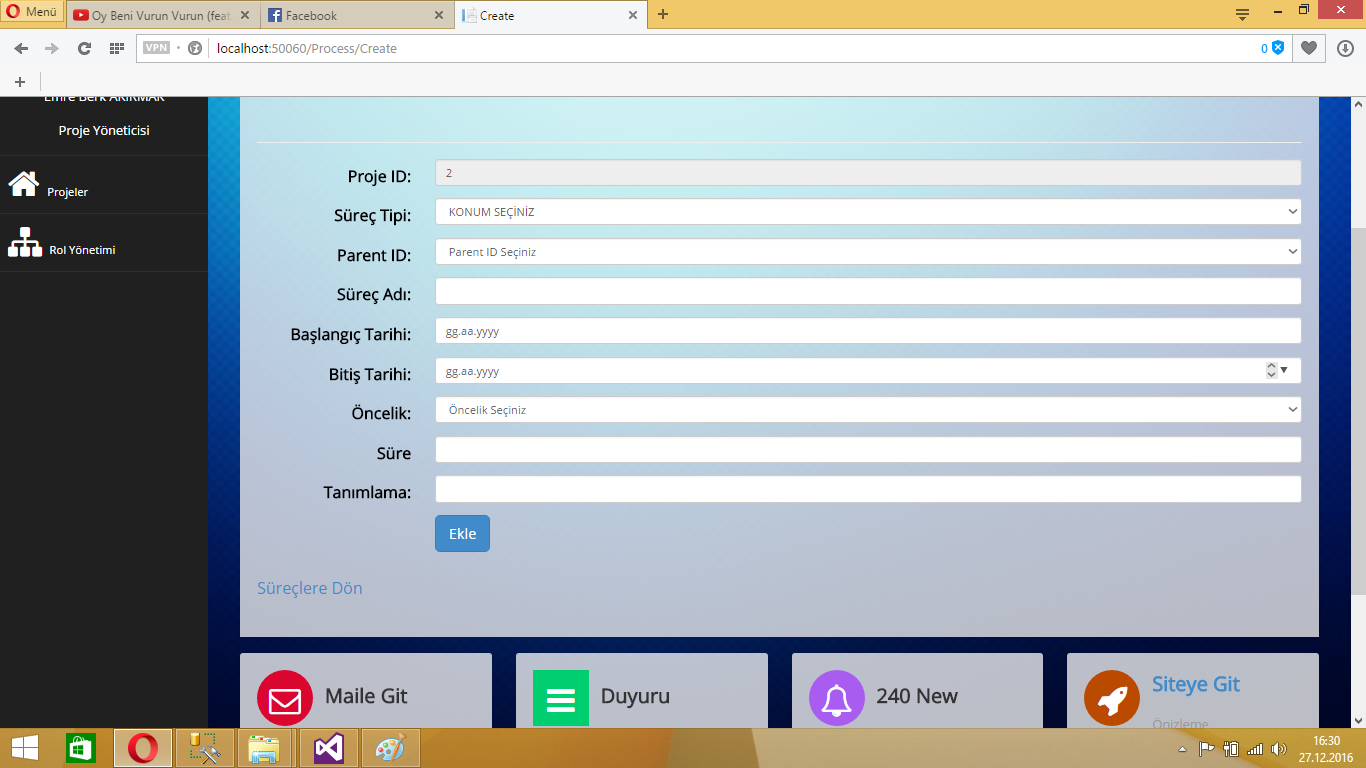 Menü
Oy Beni Vurun Vurun (feat
Facebook
Create
VPN
localhost:50060/Process/Create
0
Emre Berk AKIRMAK
Proje Yöneticisi
Projeler
Rol Yönetimi
Proje ID:
2
Süreç Tipi:
KONUM SEÇİNİZ
Parent ID:
Parent ID Seçiniz
Süreç Adı:
Başlangıç Tarihi:
gg.aa.yyyy
Bitiş Tarihi:
gg.aa.yyyy
Öncelik:
Öncelik Seçiniz
Süre
Tanımlama:
Ekle
Süreçlere Dön
Maile Git
Duyuru
240 New
Siteye Git
Önizleme
16:30
27.12.2016